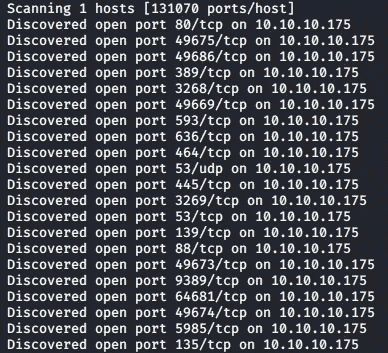 Scanning 1 hosts [131070 ports/host]
Discovered open port 80/tcp on 10.10.10.175
Discovered open port 49675/tcp on 10.10.10.175
Discovered open port 49686/tcp on 10.10.10.175
Discovered open port 389/tcp on 10.10.10.175
Discovered open port 3268/tcp on 10.10.10.175
Discovered open port 49669/tcp on 10.10.10.175
Discovered open port 593/tcp on 10.10.10.175
Discovered open port 636/tcp on 10.10.10.175
Discovered open port 464/tcp on 10.10.10.175
Discovered open port 53/udp on 10.10.10.175
Discovered open port 445/tcp on 10.10.10.175
Discovered open port 3269/tcp on 10.10.10.175
Discovered open port 53/tcp on 10.10.10.175
Discovered open port 139/tcp on 10.10.10.175
Discovered open port 88/tcp on 10.10.10.175
Discovered open port 49673/tcp on 10.10.10.175
Discovered open port 9389/tcp on 10.10.10.175
Discovered open port 64681/tcp on 10.10.10.175
Discovered open port 49674/tcp on 10.10.10.175
Discovered open port 5985/tcp on 10.10.10.175
Discovered open port 135/tcp on 10.10.10.175